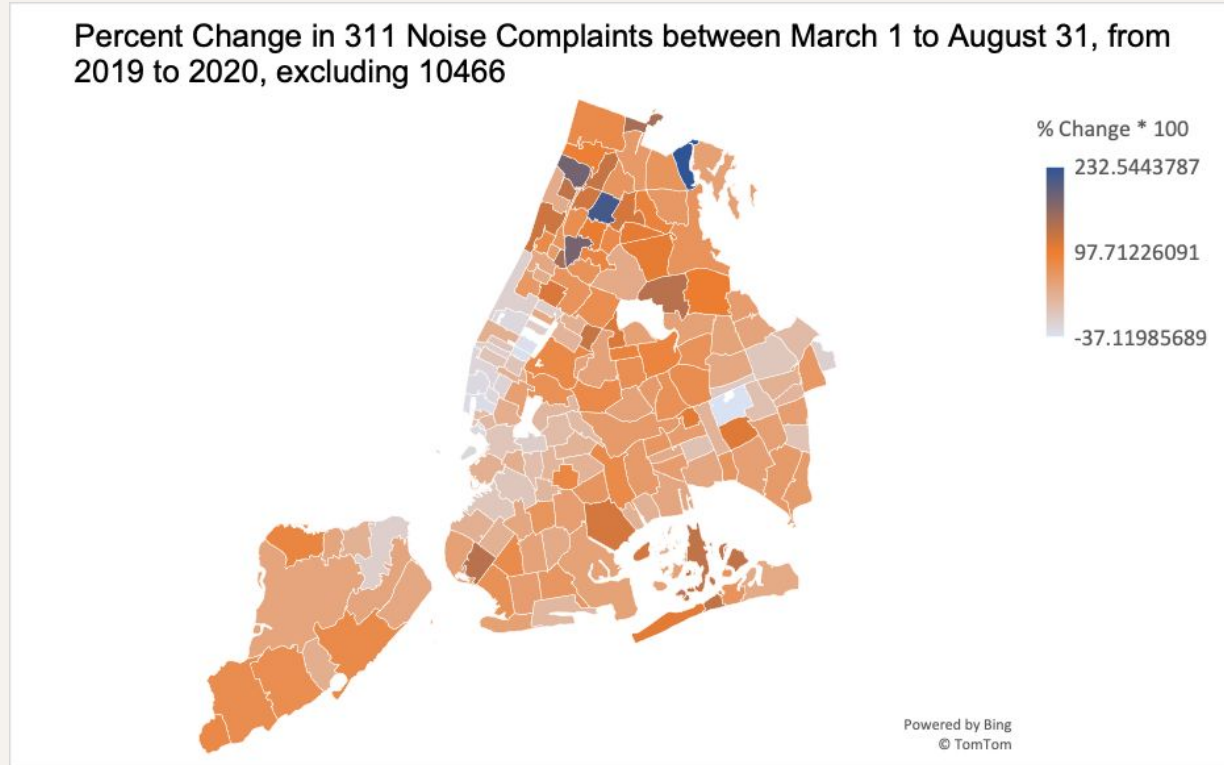 Percent Change in 311 Noise Complaints between March 1 to August 31, from
2019 to 2020, excluding 10466
% Change * 100
232.5443787
97.71226091
-37.11985689
Powered by Bing
© TomTom